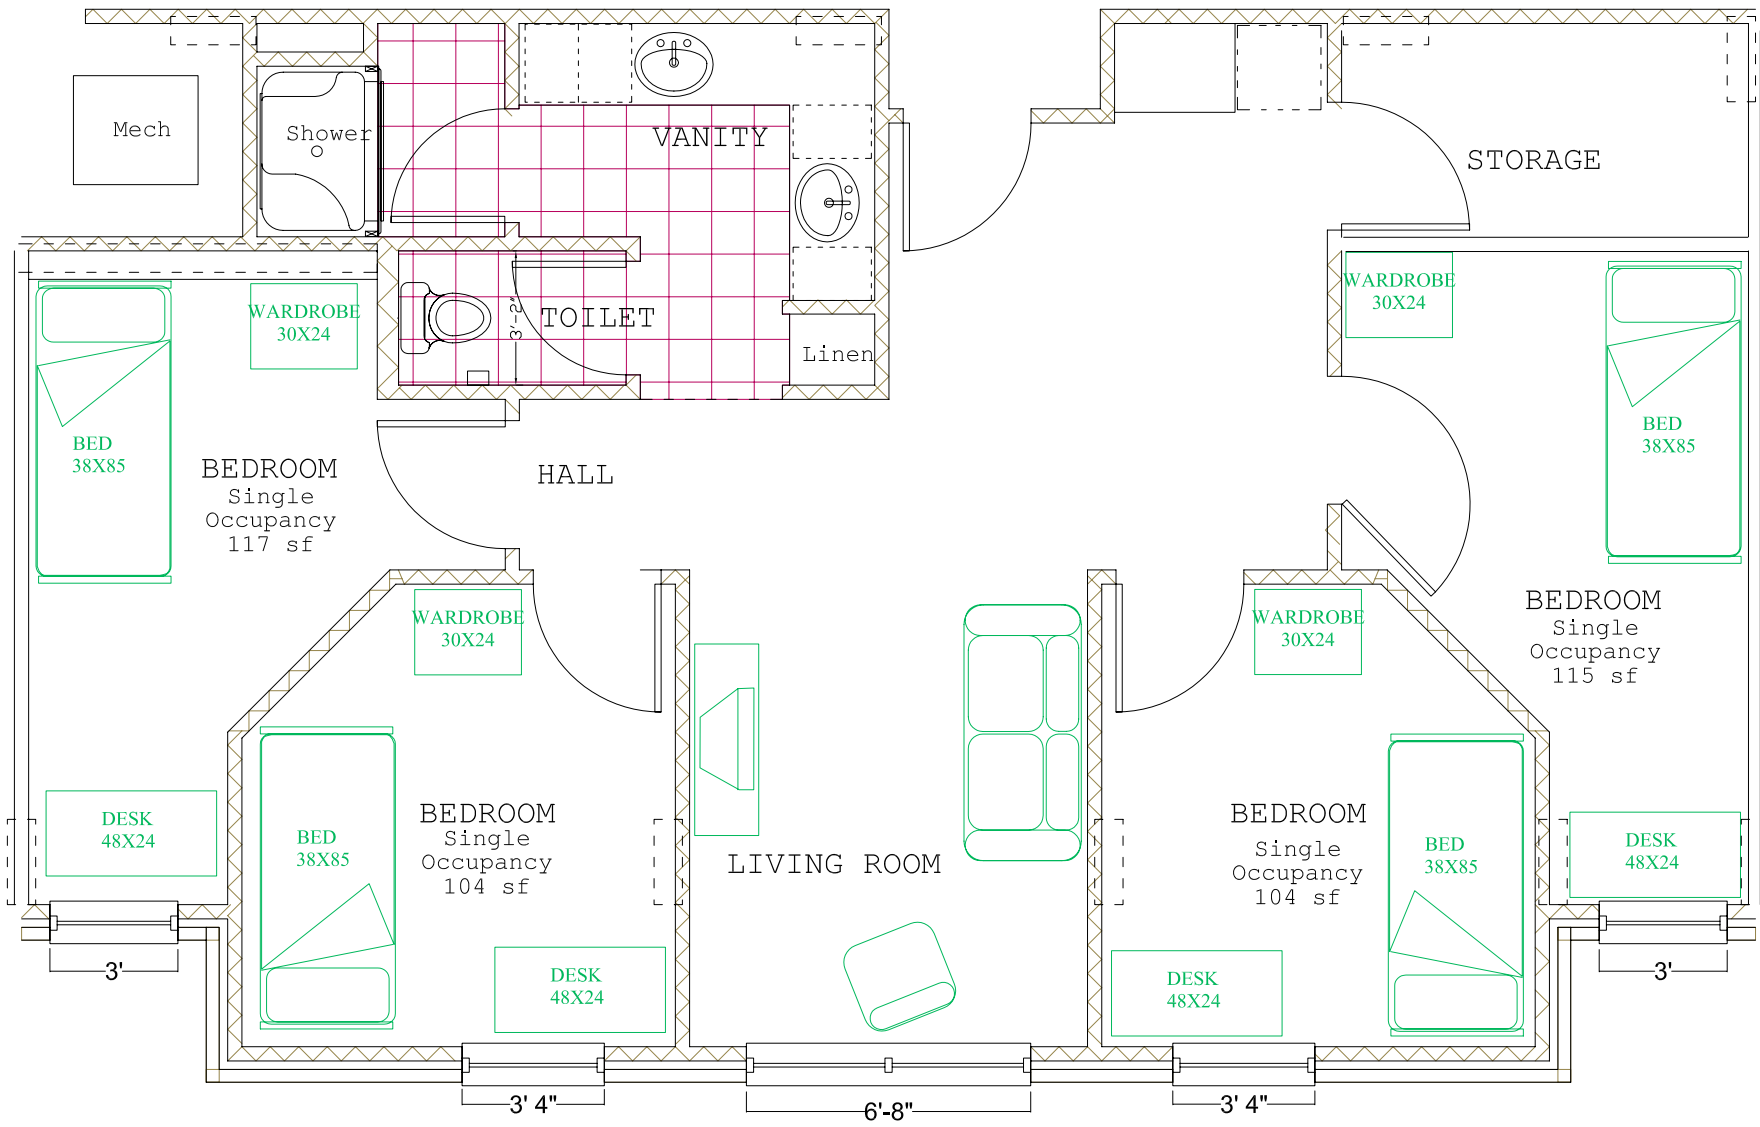 Mech
Shower
VANITY
STORAGE
WARDROBE
30X24
TOILET
3'-2"
Linen
WARDROBE
30X24
BED
38X85
BEDROOM
Single
Occupancy
117 sf
HALL
BED
38X85
WARDROBE
30X24
WARDROBE
30X24
BEDROOM
Single
Occupancy
115 sf
DESK
48X24
BED
38X85
BEDROOM
Single
Occupancy
104 sf
LIVING ROOM
BEDROOM
Single
Occupancy
104 sf
BED
38X85
DESK
48X24
3'
DESK
48X24
DESK
48X24
3'
3' 4"
6'-8"
3' 4"